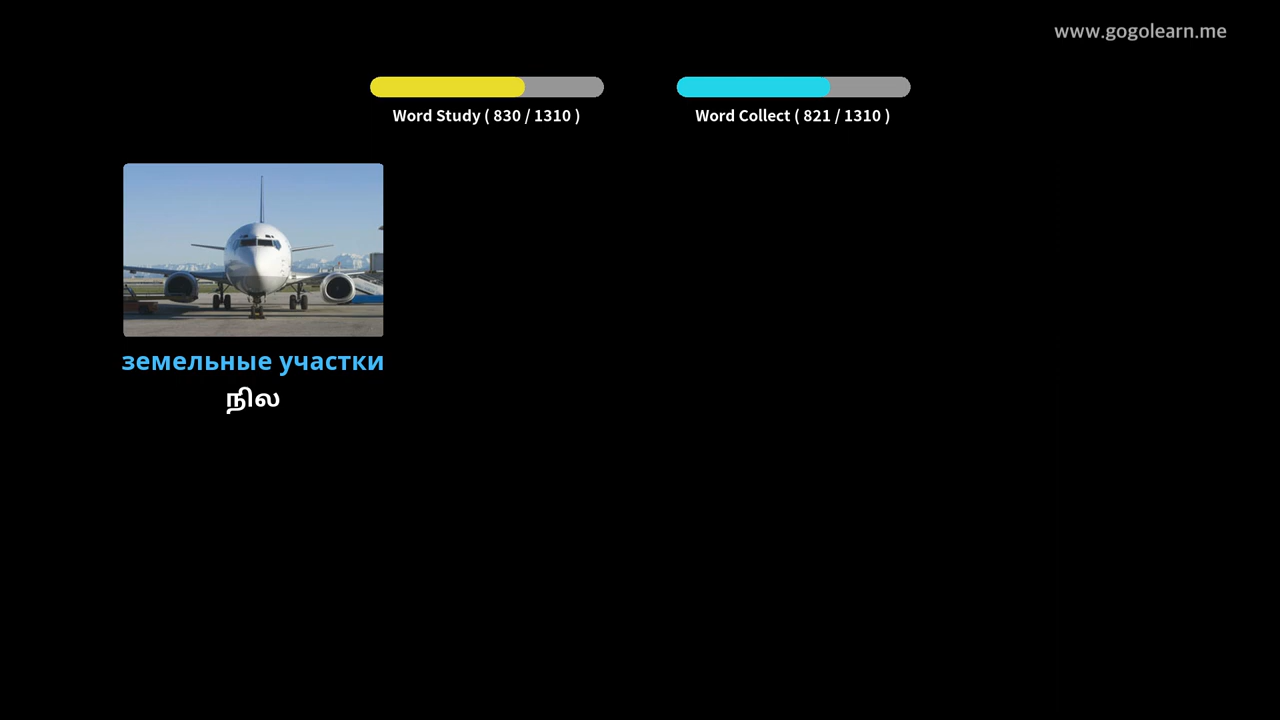 www.gogolearn.me
Word Study ( 830 / 1310 )
Word Collect ( 821 / 1310 )
земельные участки
நில